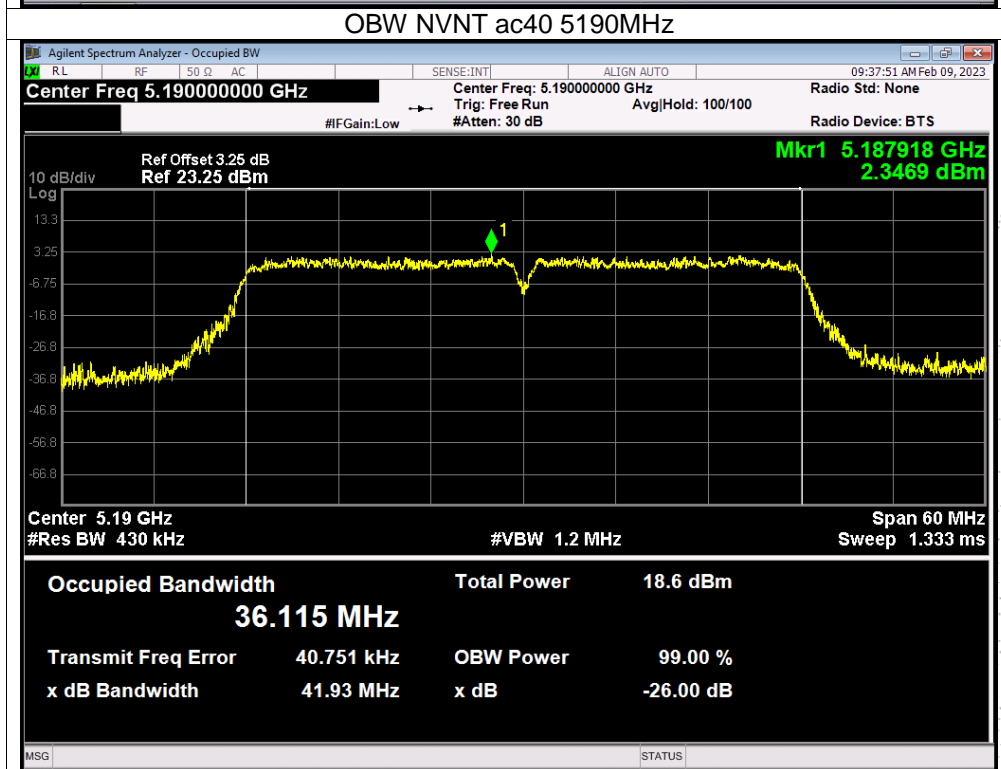 OBW NVNT ac40 5190MHz
Agilent Spectrum Analyzer - Occupied BW
LXI RL RF 50 Ω AC SENSE:INT ALIGN AUTO 09:37:51 AM Feb 09, 2023
Center Freq 5.190000000 GHz Center Freq: 5.190000000 GHz Radio Std: None
Trig: Free Run Avg|Hold: 100/100
#IFGain:Low #Atten: 30 dB Radio Device: BTS
Mkr1 5.187918 GHz
2.3469 dBm
Ref Offset 3.25 dB
10 dB/div Ref 23.25 dBm
Log
13.3
1
3.25
-6.75
-16.8
-26.8
-36.8
-46.8
-56.8
-66.8
Center 5.19 GHz Span 60 MHz
#Res BW 430 kHz #VBW 1.2 MHz Sweep 1.333 ms
Occupied Bandwidth Total Power 18.6 dBm
36.115 MHz
Transmit Freq Error 40.751 kHz OBW Power 99.00 %
x dB Bandwidth 41.93 MHz x dB -26.00 dB
MSG STATUS